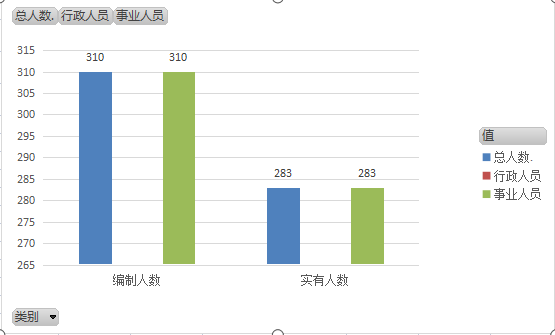 总人数. 行政人员 事业人员
315
310
305
300
295
290
285
280
275
270
265
310 310
283 283
编制人数 实有人数
值
总人数.
行政人员
事业人员
类别